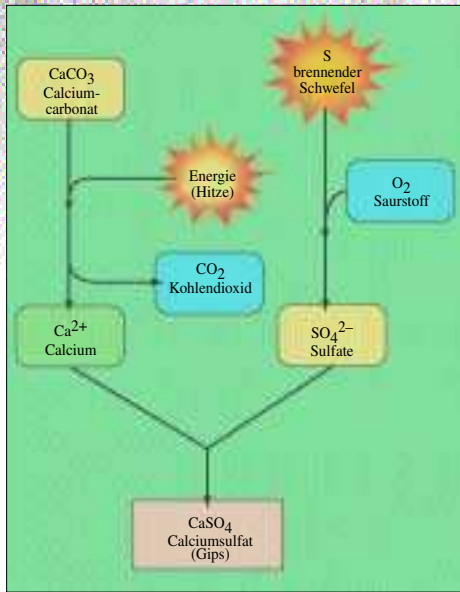 CaCO3
Calcium-
carbonat
S
brennender
Schwefel
Energie
(Hitze)
O2
Saurstoff
CO2
Kohlendioxid
Ca2+
Calcium
SO42–
Sulfate
CaSO4
Calciumsulfat
(Gips)